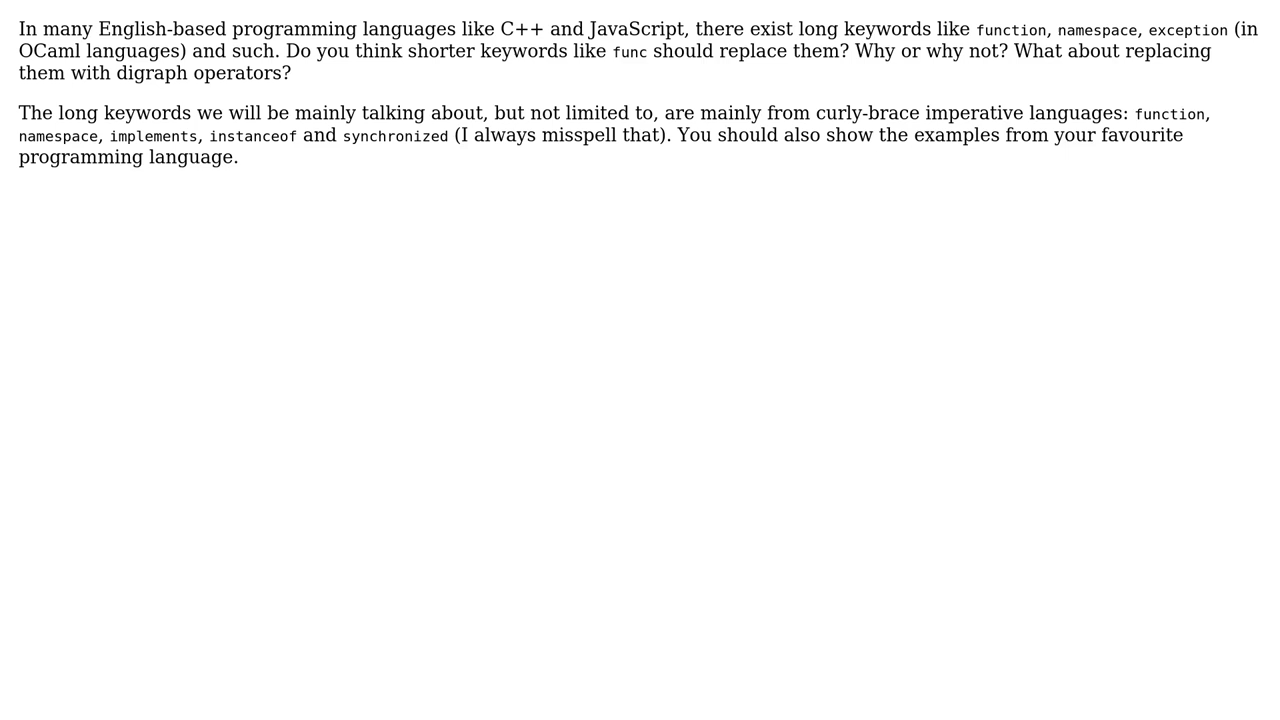 In many English-based programming languages like C++ and JavaScript, there exist long keywords like function, namespace, exception (in
OCaml languages) and such. Do you think shorter keywords like func should replace them? Why or why not? What about replacing
them with digraph operators?
The long keywords we will be mainly talking about, but not limited to, are mainly from curly-brace imperative languages: function,
namespace, implements, instanceof and synchronized (I always misspell that). You should also show the examples from your favourite
programming language.